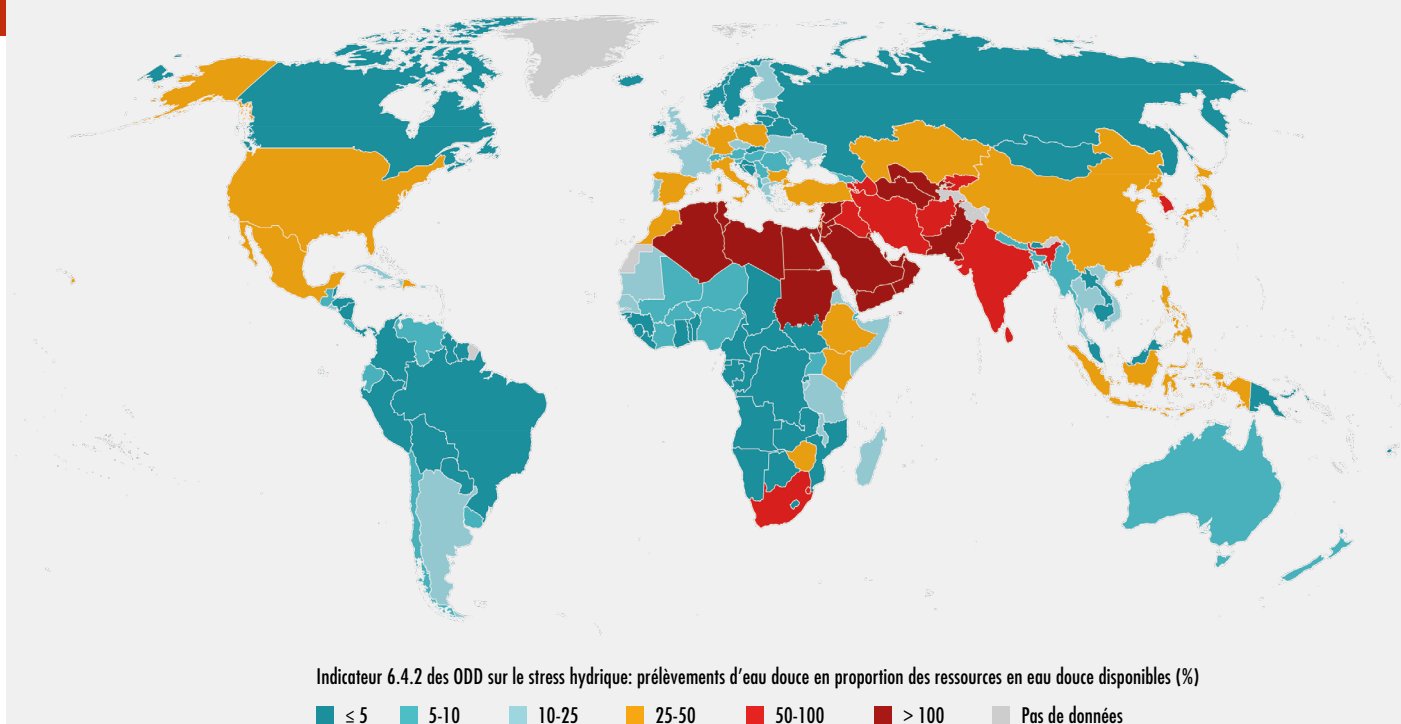 Indicateur 6.4.2 des ODD sur le stress hydrique: prélèvements d'eau douce en proportion des ressources en eau douce disponibles (%)
≤ 5 5-10 10-25 25-50 50-100 > 100 Pas de données